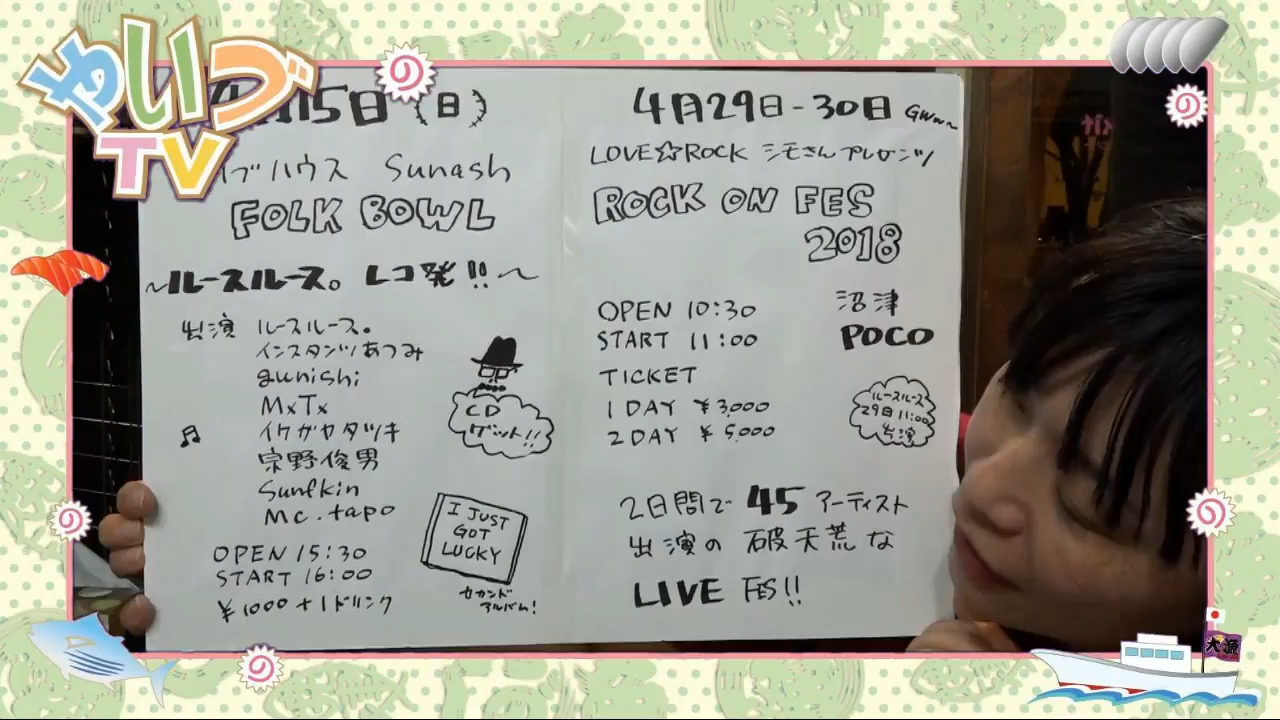 やいづ
TV
15日(日)
ブハウス Sunash
FOLK BOWL
~ルースルース。レコ発!!~
出演 ルースルース。
インスタンツあつみ
gunishi
MxTx
イケガヤタツキ
宗野俊男
Sunfkin
Mc.tapo
OPEN 15:30
START 16:00
¥1000+1ドリンク
CD
ゲット!!
I JUST
GOT
LUCKY
セカンド
アルバム!
4月29日-30日 GW
LOVE☆ROCK シモさんプレゼンツ
ROCK ON FES
2018
OPEN 10:30
START 11:00
沼津
POCO
TICKET
1DAY ¥3,000
2DAY ¥5,000
ルースルース
29日11:00
出演
2日間で 45 アーティスト
出演の 破天荒な
LIVE FES!!
大漁